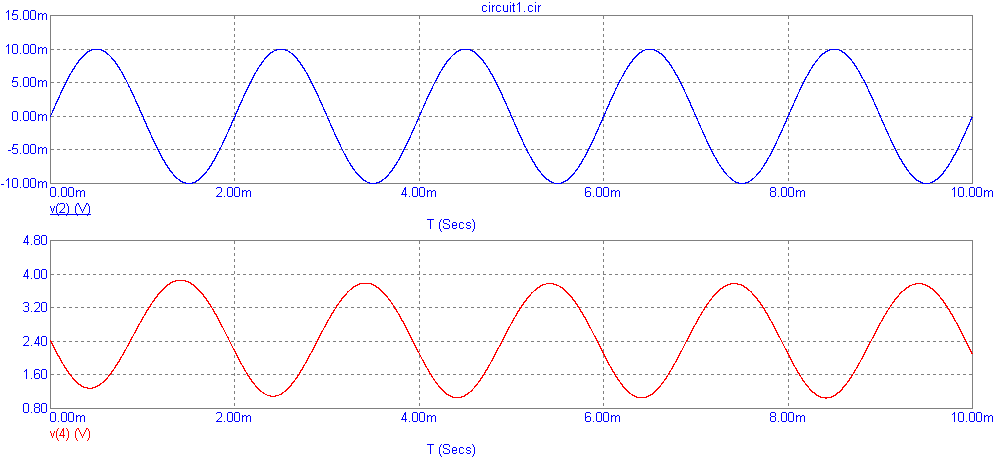 circuit1.cir
15.00m
10.00m
5.00m
0.00m
-5.00m
-10.00m
0.00m 2.00m 4.00m 6.00m 8.00m 10.00m
v(2) (V)
T (Secs)
4.80
4.00
3.20
2.40
1.60
0.80
0.00m 2.00m 4.00m 6.00m 8.00m 10.00m
v(4) (V)
T (Secs)